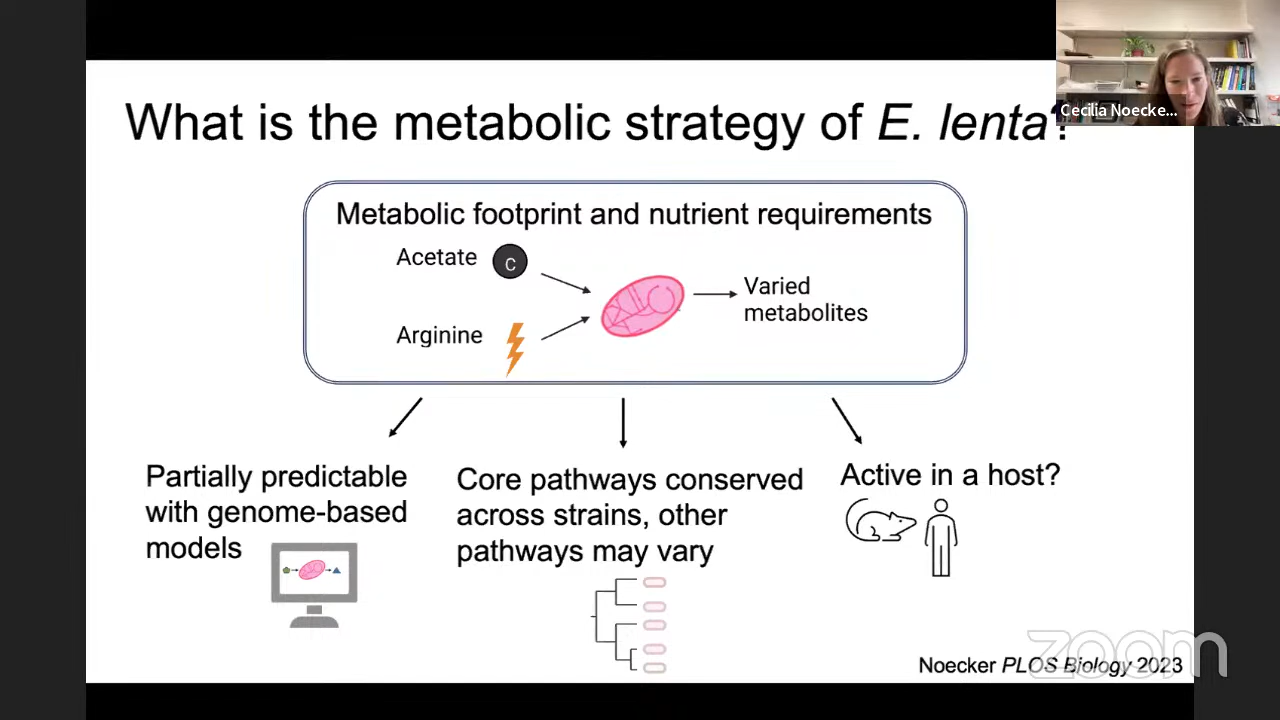 Cecilia Noecke...
What is the metabolic strategy of E. lenta?
Metabolic footprint and nutrient requirements
Acetate
C
Arginine
Varied
metabolites
Partially predictable
with genome-based
models
Core pathways conserved
across strains, other
pathways may vary
Active in a host?
zoom
Noecker PLOS Biology 2023